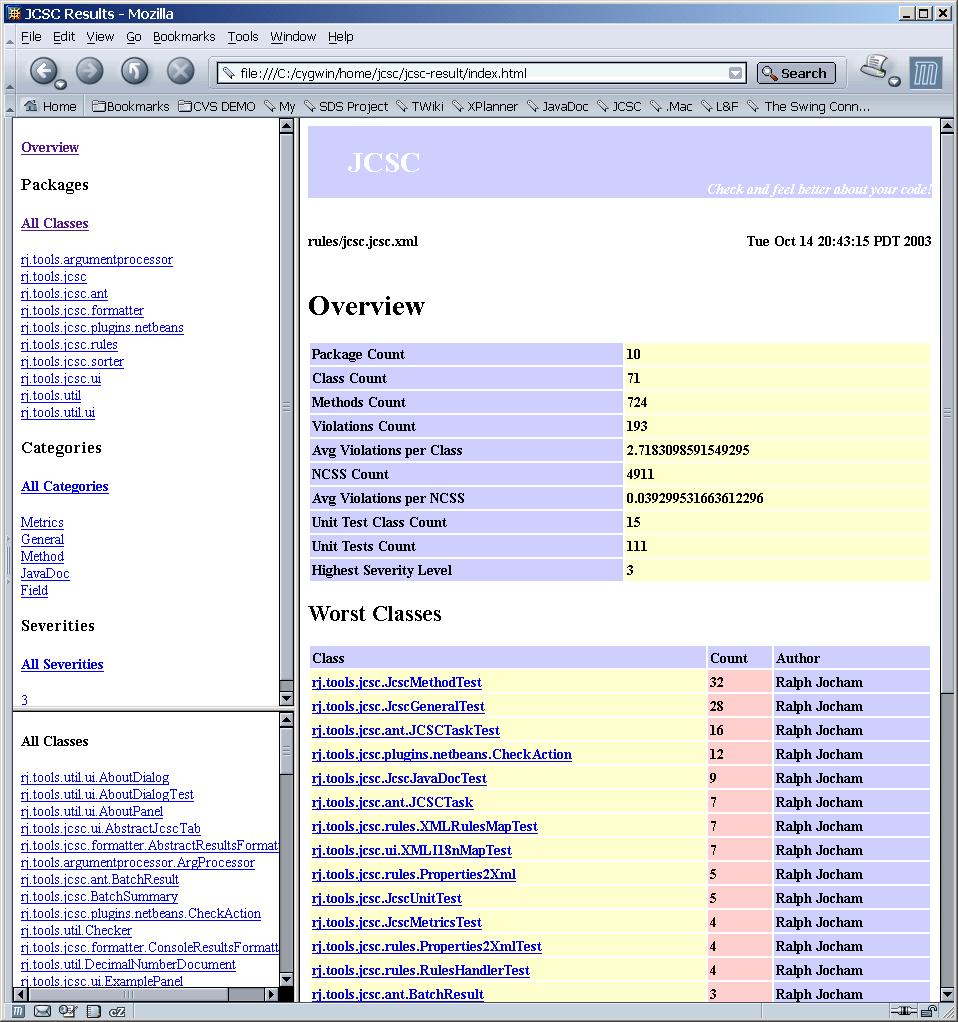 JCSC Results - Mozilla
File Edit View Go Bookmarks Tools Window Help
file:///C:/cygwin/home/jcsc/jcsc-result/index.html Search
Home Bookmarks CVS DEMO My SDS Project TWiki XPlanner JavaDoc JCSC .Mac L&F The Swing Conn...
Overview
Packages
All Classes
rj.tools.argumentprocessor
rj.tools.jcsc
rj.tools.jcsc.ant
rj.tools.jcsc.formatter
rj.tools.jcsc.plugins.netbeans
rj.tools.jcsc.rules
rj.tools.jcsc.sorter
rj.tools.jcsc.ui
rj.tools.util
rj.tools.util.ui
Categories
All Categories
Metrics
General
Method
JavaDoc
Field
Severities
All Severities
3
All Classes
rj.tools.util.ui.AboutDialog
rj.tools.util.ui.AboutDialogTest
rj.tools.util.ui.AboutPanel
rj.tools.jcsc.ui.AbstractJcscTab
rj.tools.jcsc.formatter.AbstractResultsFormat
rj.tools.argumentprocessor.ArgProcessor
rj.tools.jcsc.ant.BatchResult
rj.tools.jcsc.BatchSummary
rj.tools.jcsc.plugins.netbeans.CheckAction
rj.tools.util.Checker
rj.tools.jcsc.formatter.ConsoleResultsFormatt
rj.tools.util.DecimalNumberDocument
rj.tools.jcsc.ui.ExamplePanel
JCSC
Check and feel better about your code!
rules/jcsc.jcsc.xml Tue Oct 14 20:43:15 PDT 2003
Overview
Package Count 10
Class Count 71
Methods Count 724
Violations Count 193
Avg Violations per Class 2.7183098591549295
NCSS Count 4911
Avg Violations per NCSS 0.039299531663612296
Unit Test Class Count 15
Unit Tests Count 111
Highest Severity Level 3
Worst Classes
Class Count Author
rj.tools.jcsc.JcscMethodTest 32 Ralph Jocham
rj.tools.jcsc.JcscGeneralTest 28 Ralph Jocham
rj.tools.jcsc.ant.JCSCTaskTest 16 Ralph Jocham
rj.tools.jcsc.plugins.netbeans.CheckAction 12 Ralph Jocham
rj.tools.jcsc.JcscJavaDocTest 9 Ralph Jocham
rj.tools.jcsc.ant.JCSCTask 7 Ralph Jocham
rj.tools.jcsc.rules.XMLRulesMapTest 7 Ralph Jocham
rj.tools.jcsc.ui.XMLI18nMapTest 7 Ralph Jocham
rj.tools.jcsc.rules.Properties2Xml 5 Ralph Jocham
rj.tools.jcsc.JcscUnitTest 5 Ralph Jocham
rj.tools.jcsc.JcscMetricsTest 4 Ralph Jocham
rj.tools.jcsc.rules.Properties2XmlTest 4 Ralph Jocham
rj.tools.jcsc.rules.RulesHandlerTest 4 Ralph Jocham
rj.tools.jcsc.ant.BatchResult 3 Ralph Jocham